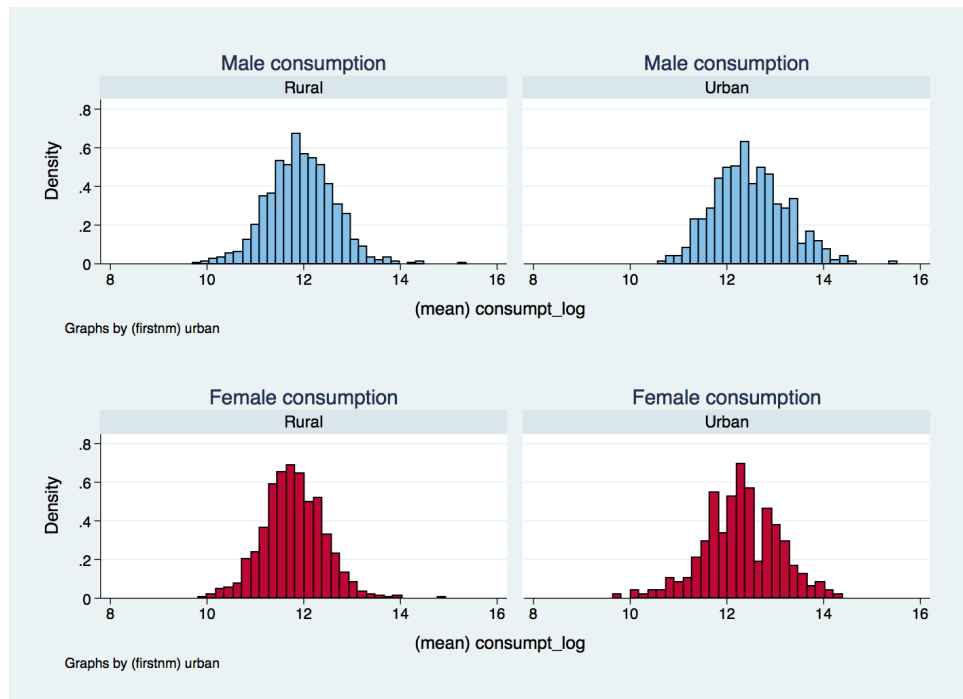 Male consumption Male consumption
Rural Urban
Density
.8
.6
.4
.2
0
8 10 12 14 16 8 10 12 14 16
(mean) consumpt_log
Graphs by (firstnm) urban
Female consumption Female consumption
Rural Urban
Density
.8
.6
.4
.2
0
8 10 12 14 16 8 10 12 14 16
(mean) consumpt_log
Graphs by (firstnm) urban